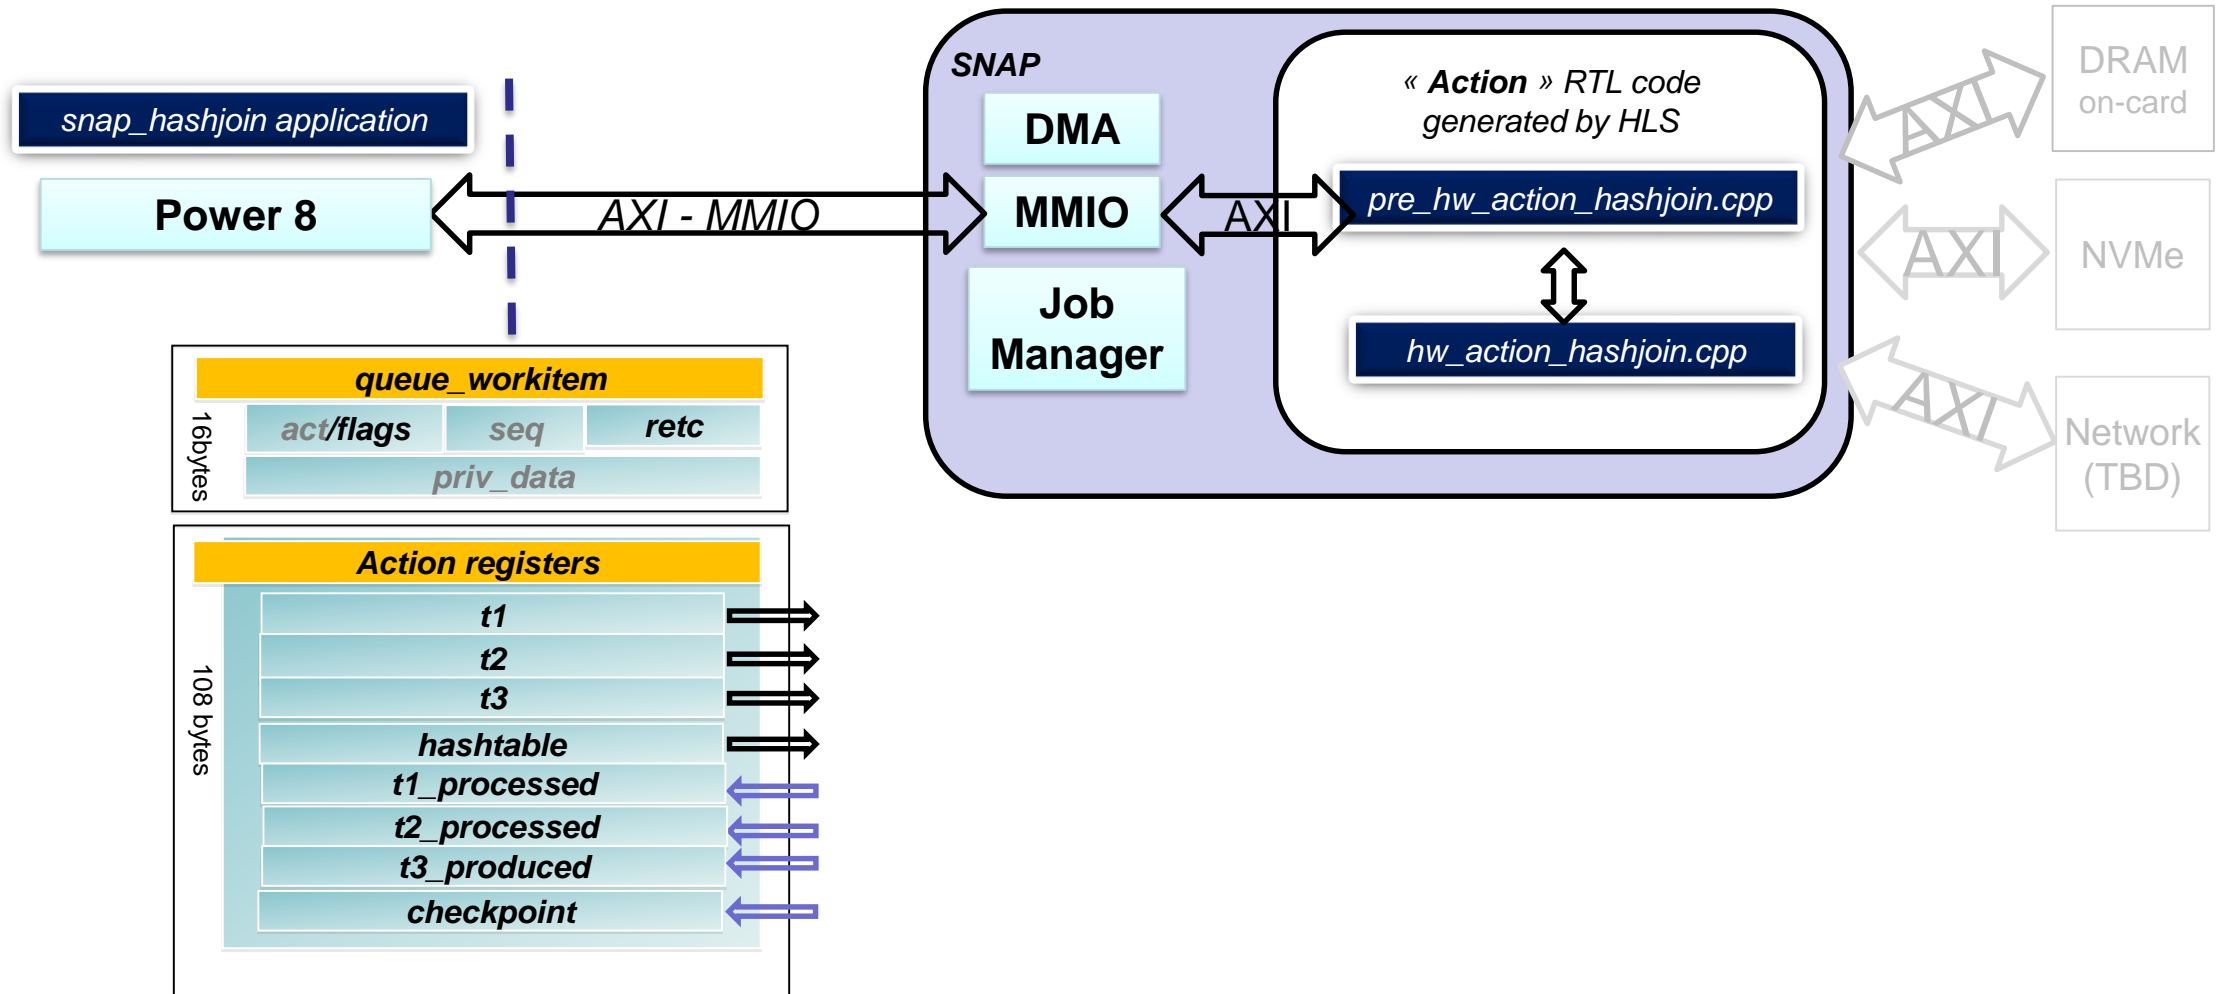 snap_hashjoin application
Power 8
AXI - MMIO
SNAP
DMA
MMIO
Job
Manager
AXI
« Action » RTL code
generated by HLS
pre_hw_action_hashjoin.cpp
hw_action_hashjoin.cpp
AXI
DRAM
on-card
AXI
NVMe
AXI
Network
(TBD)
queue_workitem
16bytes
act/flags seq retc
priv_data
Action registers
108 bytes
t1
t2
t3
hashtable
t1_processed
t2_processed
t3_produced
checkpoint